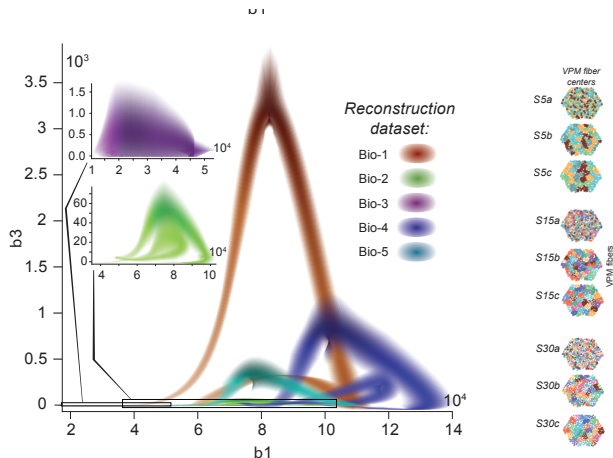 b1
10³
3.5
3
2.5
2
1.5
1
0.5
0
b3
1.5
1.0
0.5
0.0
1 2 3 4 5
10⁴
60
40
20
0
4 6 8 10
10⁴
2 4 6 8 10 12 14
10⁴
b1
Reconstruction
dataset:
Bio-1
Bio-2
Bio-3
Bio-4
Bio-5
VPM fiber
centers
S5a
S5b
S5c
S15a
S15b
S15c
S30a
S30b
S30c
VPM fibers